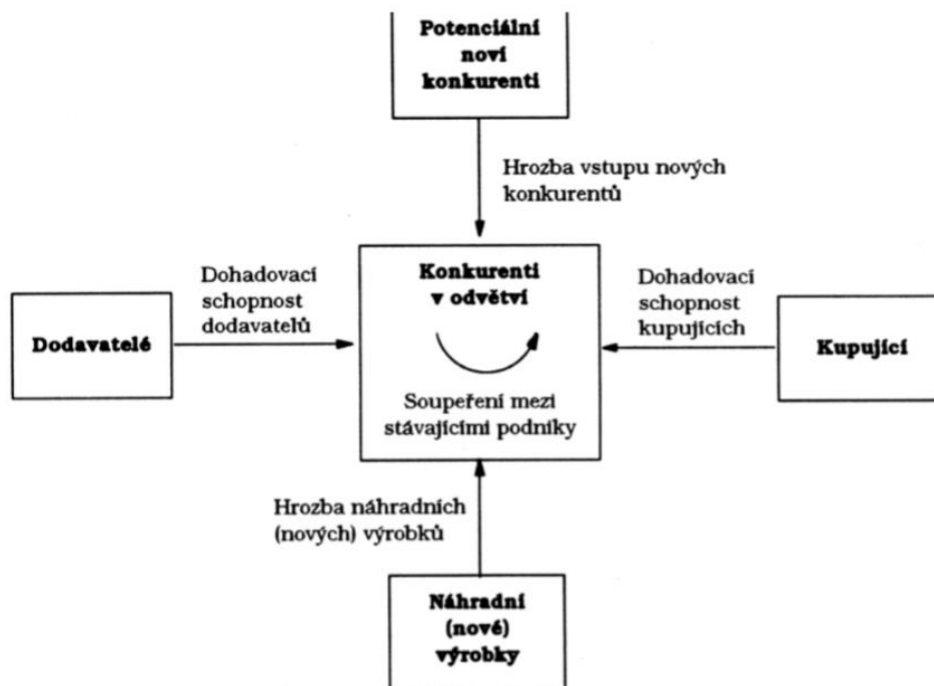 Potenciální
noví
konkurenti
Hrozba vstupu nových
konkurentů
Dohadovací
schopnost
dodavatelů
Dodavatelé
Konkurenti
v odvětví
Soupeření mezi
stávajícími podniky
Dohadovací
schopnost
kupujících
Kupující
Hrozba náhradních
(nových) výrobků
Náhradní
(nové)
výrobky